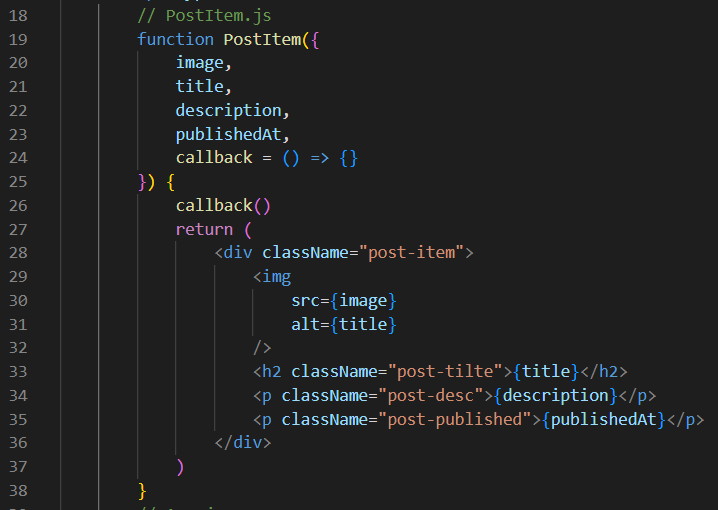 18 // PostItem.js
19 function PostItem({
20 image,
21 title,
22 description,
23 publishedAt,
24 callback = () => {}
25 }) {
26 callback()
27 return (
28 <div className="post-item">
29 <img
30 src={image}
31 alt={title}
32 />
33 <h2 className="post-tilte">{title}</h2>
34 <p className="post-desc">{description}</p>
35 <p className="post-published">{publishedAt}</p>
36 </div>
37 )
38 }